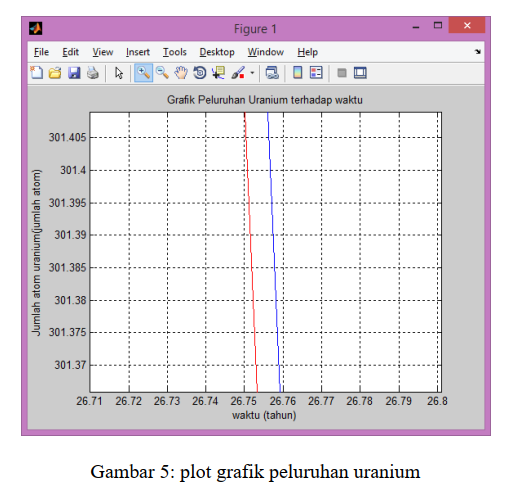 Figure 1
File Edit View Insert Tools Desktop Window Help
Grafik Peluruhan Uranium terhadap waktu
Jumlah atom uranium(jumlah atom)
301.405
301.4
301.395
301.39
301.385
301.38
301.375
301.37
26.71 26.72 26.73 26.74 26.75 26.76 26.77 26.78 26.79 26.8
waktu (tahun)
Gambar 5: plot grafik peluruhan uranium